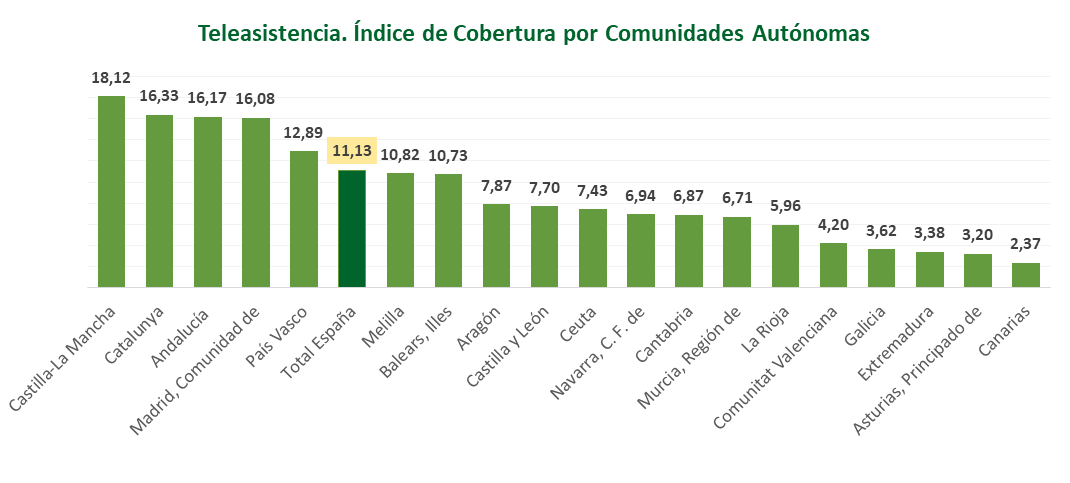 Teleasistencia. Índice de Cobertura por Comunidades Autónomas
18,12
16,33
16,17
16,08
12,89
11,13
10,82
10,73
7,87
7,70
7,43
6,94
6,87
6,71
5,96
4,20
3,62
3,38
3,20
2,37
Castilla-La Mancha
Catalunya
Andalucía
Madrid, Comunidad de
País Vasco
Total España
Melilla
Balears, Illes
Aragón
Castilla y León
Ceuta
Navarra, C. F. de
Cantabria
Murcia, Región de
La Rioja
Comunitat Valenciana
Galicia
Extremadura
Asturias, Principado de
Canarias